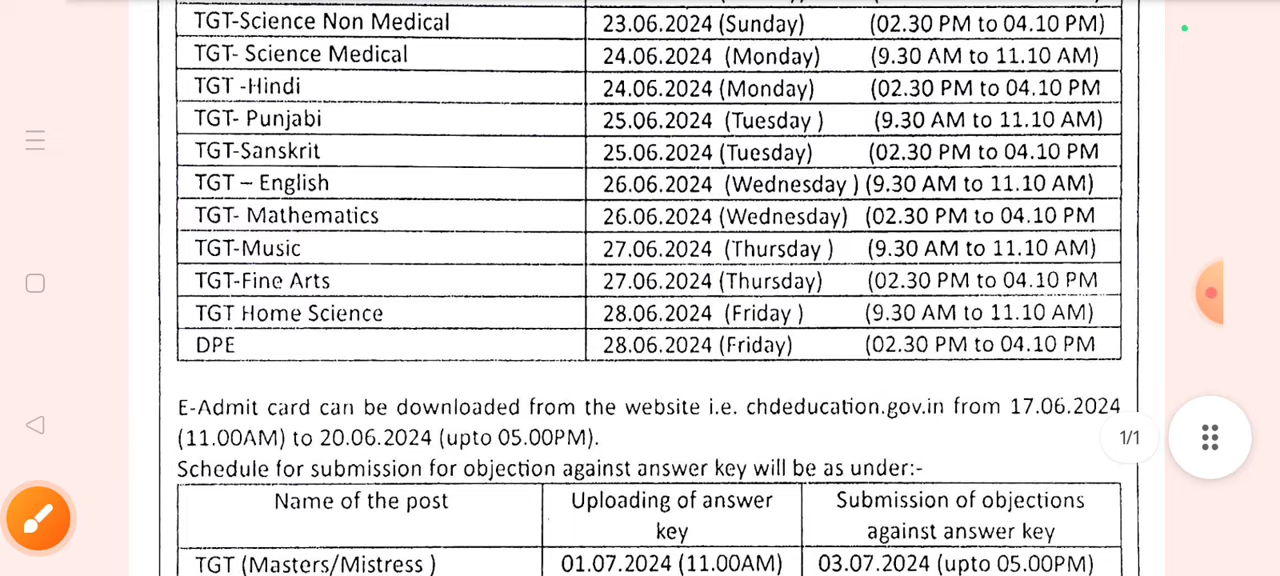 TGT-Science Non Medical 23.06.2024 (Sunday) (02.30 PM to 04.10 PM)
TGT- Science Medical 24.06.2024 (Monday) (9.30 AM to 11.10 AM)
TGT -Hindi 24.06.2024 (Monday) (02.30 PM to 04.10 PM
TGT- Punjabi 25.06.2024 (Tuesday ) (9.30 AM to 11.10 AM)
TGT-Sanskrit 25.06.2024 (Tuesday) (02.30 PM to 04.10 PM
TGT – English 26.06.2024 (Wednesday ) (9.30 AM to 11.10 AM)
TGT- Mathematics 26.06.2024 (Wednesday) (02.30 PM to 04.10 PM
TGT-Music 27.06.2024 (Thursday ) (9.30 AM to 11.10 AM)
TGT-Fine Arts 27.06.2024 (Thursday) (02.30 PM to 04.10 PM
TGT Home Science 28.06.2024 (Friday ) (9.30 AM to 11.10 AM)
DPE 28.06.2024 (Friday) (02.30 PM to 04.10 PM
E-Admit card can be downloaded from the website i.e. chdeducation.gov.in from 17.06.2024
(11.00AM) to 20.06.2024 (upto 05.00PM).
1/1
Schedule for submission for objection against answer key will be as under:-
Name of the post Uploading of answer Submission of objections
key against answer key
TGT (Masters/Mistress ) 01.07.2024 (11.00AM) 03.07.2024 (upto 05.00PM)